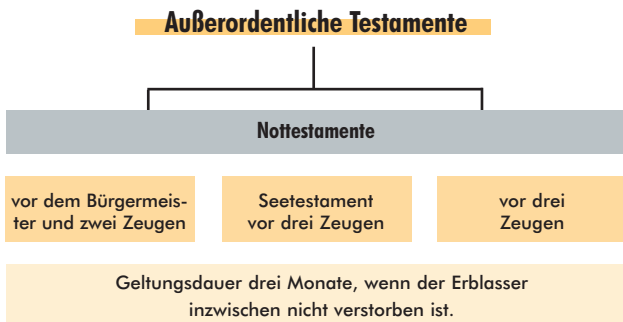 Außerordentliche Testamente
Nottestamente
vor dem Bürgermeis-
ter und zwei Zeugen
Seetestament
vor drei Zeugen
vor drei
Zeugen
Geltungsdauer drei Monate, wenn der Erblasser
inzwischen nicht verstorben ist.